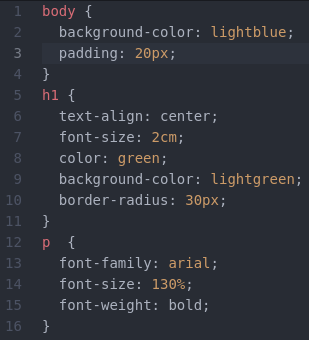 1 body {
2   background-color: lightblue;
3   padding: 20px;
4 }
5 h1 {
6   text-align: center;
7   font-size: 2cm;
8   color: green;
9   background-color: lightgreen;
10   border-radius: 30px;
11 }
12 p  {
13   font-family: arial;
14   font-size: 130%;
15   font-weight: bold;
16 }